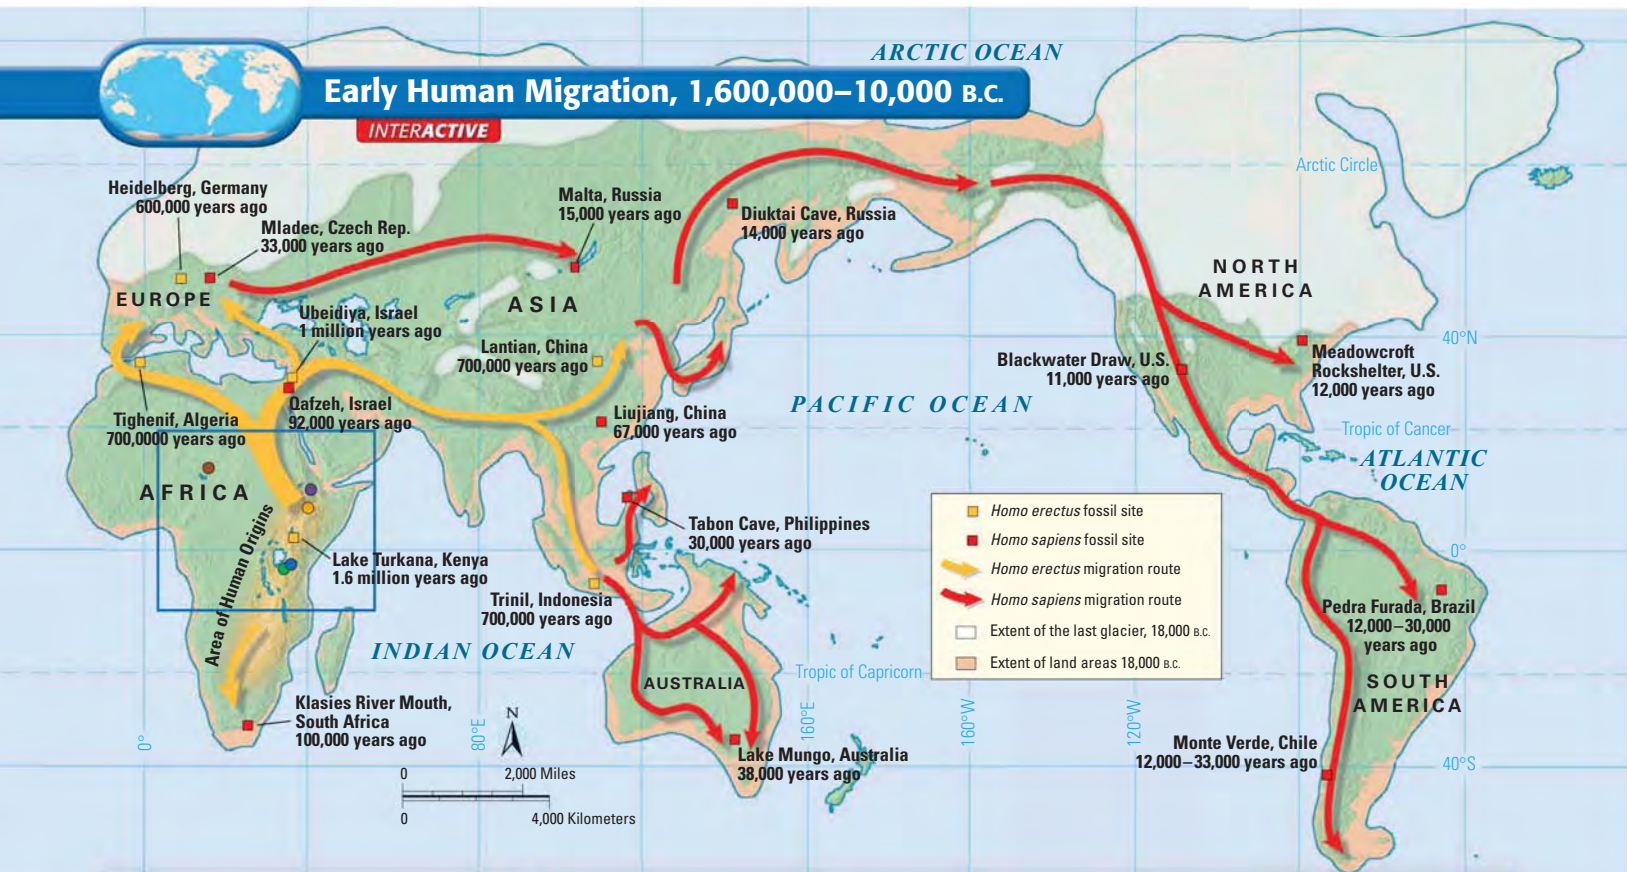 ARCTIC OCEAN
Early Human Migration, 1,600,000–10,000 B.C.
INTERACTIVE
Arctic Circle
Heidelberg, Germany
600,000 years ago
Mladec, Czech Rep.
33,000 years ago
Malta, Russia
15,000 years ago
Diuktai Cave, Russia
14,000 years ago
NORTH
AMERICA
EUROPE
ASIA
Ubeidiya, Israel
1 million years ago
Lantian, China
700,000 years ago
40°N
Blackwater Draw, U.S.
11,000 years ago
Meadowcroft
Rockshelter, U.S.
12,000 years ago
PACIFIC OCEAN
Qafzeh, Israel
92,000 years ago
Tighenif, Algeria
700,0000 years ago
Liujiang, China
67,000 years ago
Tropic of Cancer
ATLANTIC
OCEAN
AFRICA
Area of Human Origins
Lake Turkana, Kenya
1.6 million years ago
Tabon Cave, Philippines
30,000 years ago
Trinil, Indonesia
700,000 years ago
Homo erectus fossil site
Homo sapiens fossil site
Homo erectus migration route
Homo sapiens migration route
Extent of the last glacier, 18,000 B.C.
Extent of land areas 18,000 B.C.
0°
Pedra Furada, Brazil
12,000–30,000
years ago
INDIAN OCEAN
Tropic of Capricorn
AUSTRALIA
SOUTH
AMERICA
Klasies River Mouth,
South Africa
100,000 years ago
0°
80°E
N
160°E
160°W
120°W
Lake Mungo, Australia
38,000 years ago
Monte Verde, Chile
12,000–33,000 years ago
40°S
0 2,000 Miles
0 4,000 Kilometers